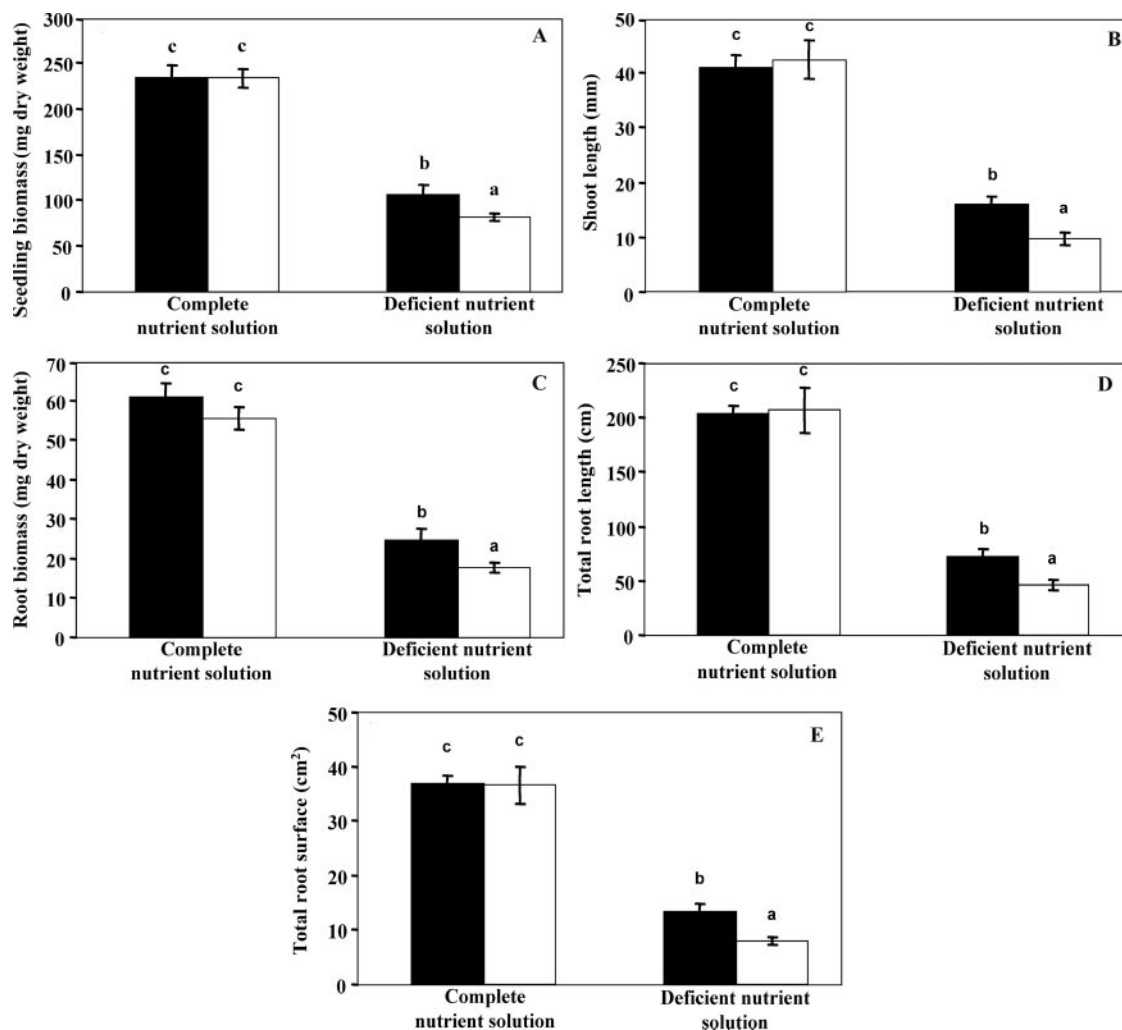 A
Seedling biomass (mg dry weight)
300
250
200
150
100
50
0
c
c
b
a
Complete
nutrient solution
Deficient nutrient
solution
B
Shoot length (mm)
50
40
30
20
10
0
c
c
b
a
Complete
nutrient solution
Deficient nutrient
solution
C
Root biomass (mg dry weight)
70
60
50
40
30
20
10
0
c
c
b
a
Complete
nutrient solution
Deficient nutrient
solution
D
Total root length (cm)
250
200
150
100
50
0
c
c
b
a
Complete
nutrient solution
Deficient nutrient
solution
E
Total root surface (cm²)
50
40
30
20
10
0
c
c
b
a
Complete
nutrient solution
Deficient nutrient
solution